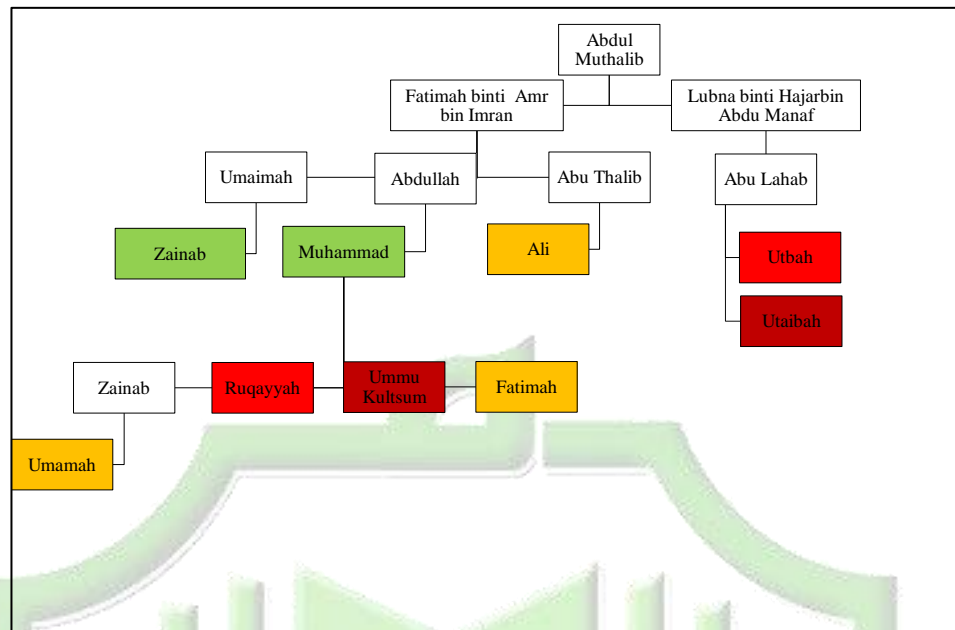 Abdul
Muthalib
Fatimah binti Amr
bin Imran
Lubna binti Hajarbin
Abdu Manaf
Umaimah
Abdullah
Abu Thalib
Abu Lahab
Zainab
Muhammad
Ali
Utbah
Utaibah
Zainab
Ruqayyah
Ummu
Kultsum
Fatimah
Umamah